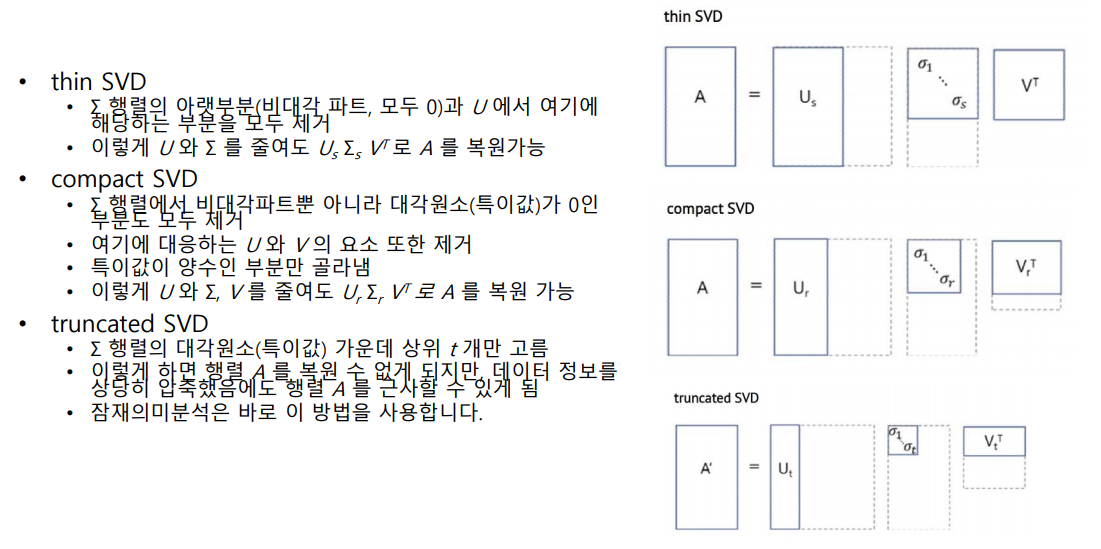 • thin SVD
• Σ 행렬의 아랫부분(비대각 파트, 모두 0)과 U 에서 여기에
해당하는 부분을 모두 제거
• 이렇게 U 와 Σ 를 줄여도 Uₛ Σₛ Vᵀ로 A 를 복원가능
• compact SVD
• Σ 행렬에서 비대각파트뿐 아니라 대각원소(특이값)가 0인
부분도 모두 제거
• 여기에 대응하는 U 와 V 의 요소 또한 제거
• 특이값이 양수인 부분만 골라냄
• 이렇게 U 와 Σ, V 를 줄여도 Uᵣ Σᵣ Vᵀ 로 A 를 복원 가능
• truncated SVD
• Σ 행렬의 대각원소(특이값) 가운데 상위 t 개만 고름
• 이렇게 하면 행렬 A 를 복원할 수 없게 되지만, 데이터 정보를
상당히 압축했음에도 행렬 A 를 근사할 수 있게 됨
• 잠재의미분석은 바로 이 방법을 사용합니다.
thin SVD
A = Uₛ σ₁ ⋱ σₛ Vᵀ
compact SVD
A = Uᵣ σ₁ ⋱ σᵣ Vᵣᵀ
truncated SVD
A' = Uₜ σ₁ ⋱ σₜ Vₜᵀ